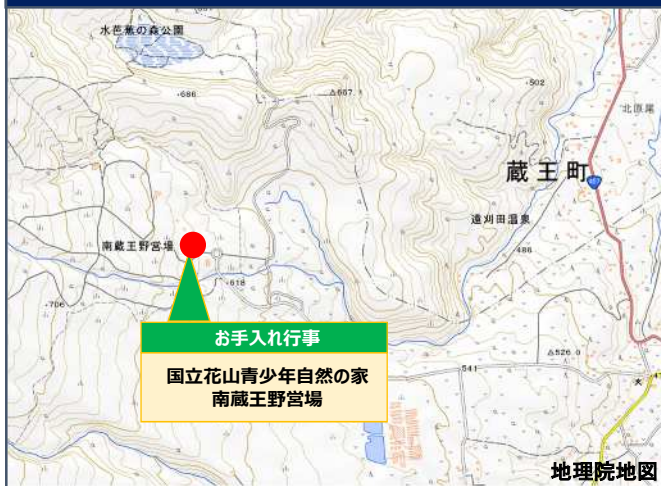 水芭蕉の森公園
・686
△667.1
・502
北原尾
蔵王町
457
遠刈田温泉
・486
南蔵王野営場
・618
・706
お手入れ行事
国立花山青少年自然の家
南蔵王野営場
541
△526.0
地理院地図